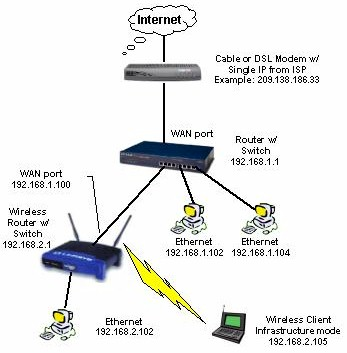 Internet
Cable or DSL Modem w/
Single IP from ISP
Example: 209.138.186.33
WAN port
Router w/
Switch
192.168.1.1
WAN port
192.168.1.100
Wireless
Router w/
Switch
192.168.2.1
Ethernet
192.168.1.102
Ethernet
192.168.1.104
Ethernet
192.168.2.102
Wireless Client
Infrastructure mode
192.168.2.105